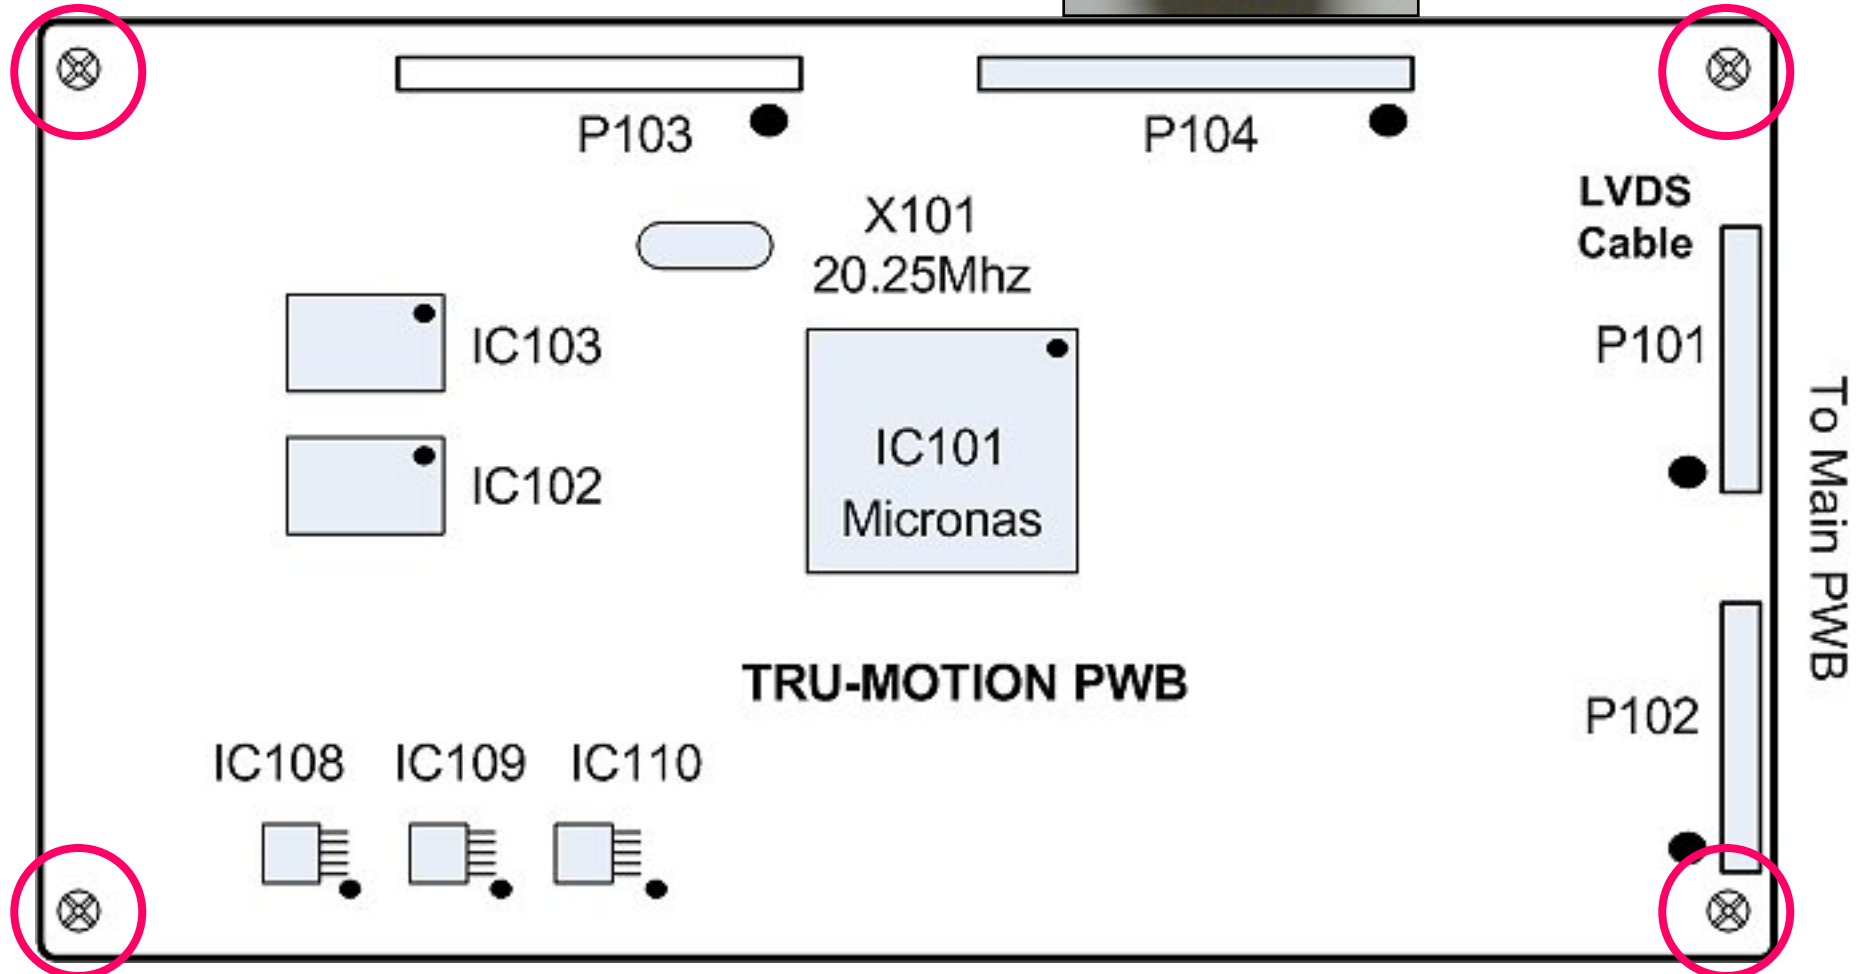 P103
P104
X101
20.25Mhz
LVDS
Cable
IC103
P101
IC102
IC101
Micronas
To Main PWB
TRU-MOTION PWB
P102
IC108
IC109
IC110